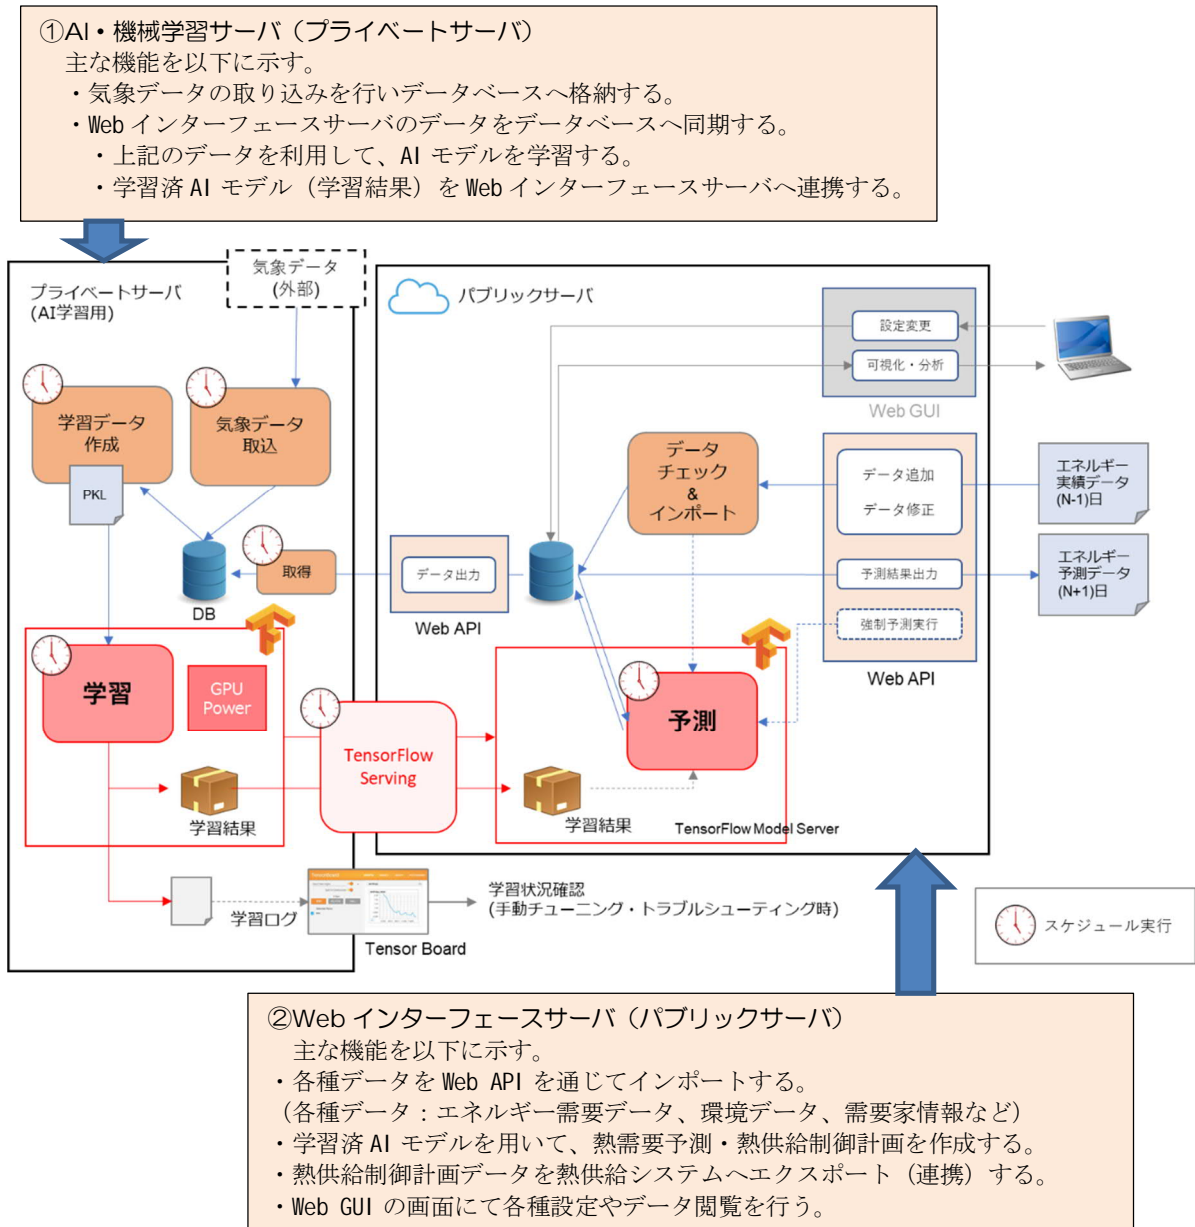 ①AI・機械学習サーバ（プライベートサーバ）
主な機能を以下に示す。
・気象データの取り込みを行いデータベースへ格納する。
・Web インターフェースサーバのデータをデータベースへ同期する。
・上記のデータを利用して、AI モデルを学習する。
・学習済 AI モデル（学習結果）を Web インターフェースサーバへ連携する。
気象データ
(外部)
プライベートサーバ
(AI学習用)
パブリックサーバ
設定変更
可視化・分析
Web GUI
学習データ
作成
PKL
気象データ
取込
データ
チェック
&
インポート
データ追加
データ修正
エネルギー
実績データ
(N-1)日
DB
取得
データ出力
Web API
予測結果出力
強制予測実行
Web API
エネルギー
予測データ
(N+1)日
学習
GPU
Power
TensorFlow
Serving
予測
学習結果
学習結果
TensorFlow Model Server
学習ログ
Tensor Board
学習状況確認
(手動チューニング・トラブルシューティング時)
スケジュール実行
②Web インターフェースサーバ（パブリックサーバ）
主な機能を以下に示す。
・各種データを Web API を通じてインポートする。
（各種データ：エネルギー需要データ、環境データ、需要家情報など）
・学習済 AI モデルを用いて、熱需要予測・熱供給制御計画を作成する。
・熱供給制御計画データを熱供給システムへエクスポート（連携）する。
・Web GUI の画面にて各種設定やデータ閲覧を行う。